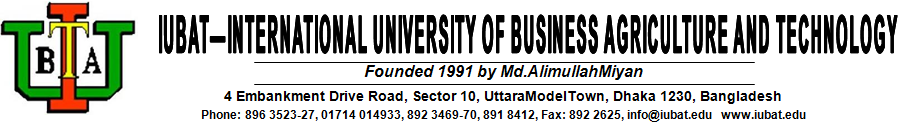 IUBAT—INTERNATIONAL UNIVERSITY OF BUSINESS AGRICULTURE AND TECHNOLOGY
Founded 1991 by Md.AlimullahMiyan
4 Embankment Drive Road, Sector 10, UttaraModelTown, Dhaka 1230, Bangladesh
Phone: 896 3523-27, 01714 014933, 892 3469-70, 891 8412, Fax: 892 2625, info@iubat.edu www.iubat.edu
IUBAT